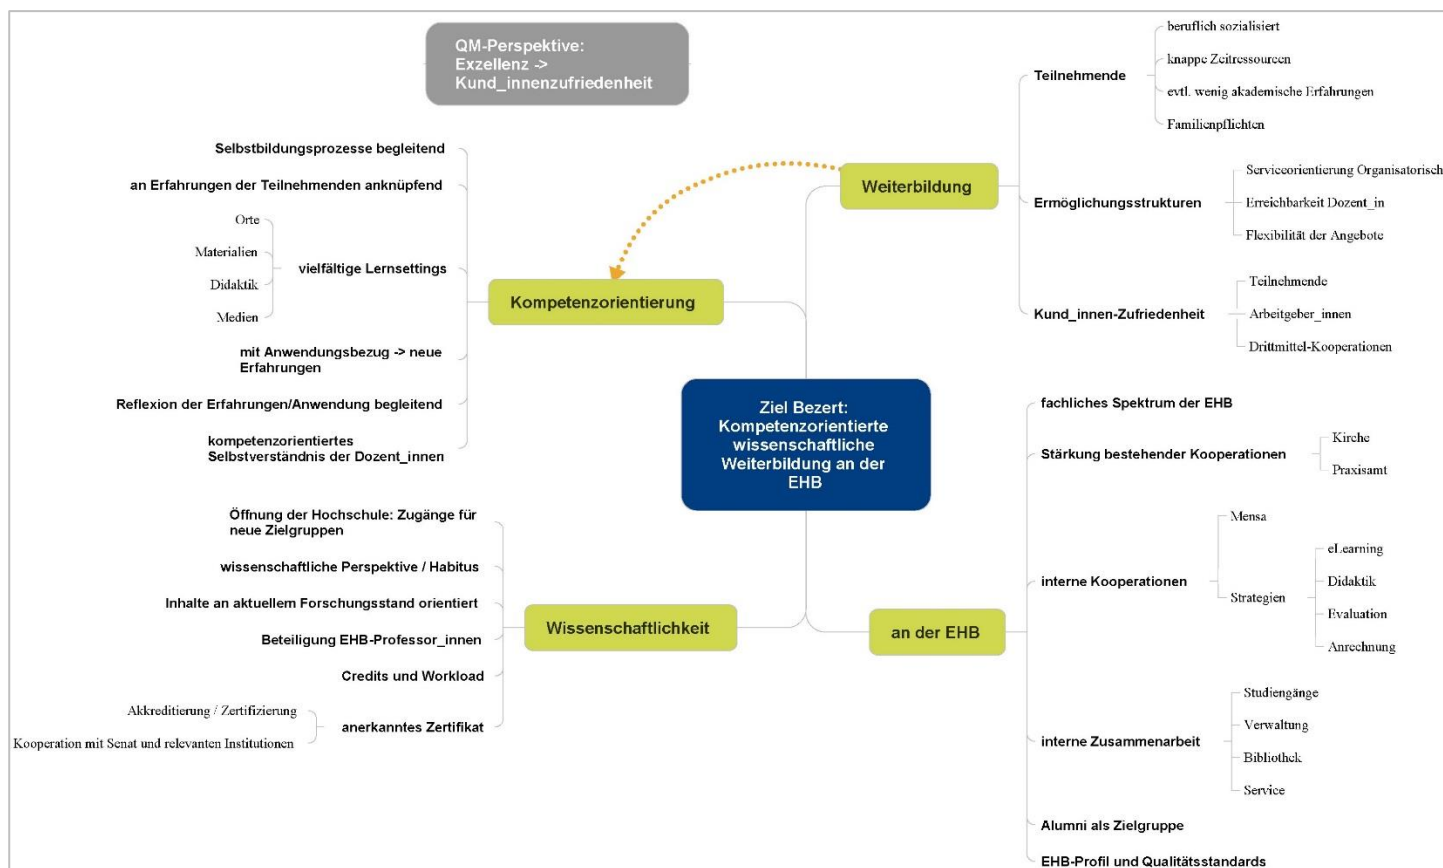 QM-Perspektive:
Exzellenz ->
Kund_innenzufriedenheit
Selbstbildungsprozesse begleitend
an Erfahrungen der Teilnehmenden anknüpfend
Orte
Materialien
Didaktik
Medien
vielfältige Lernsettings
mit Anwendungsbezug -> neue
Erfahrungen
Reflexion der Erfahrungen/Anwendung begleitend
kompetenzorientiertes
Selbstverständnis der Dozent_innen
Kompetenzorientierung
Öffnung der Hochschule: Zugänge für
neue Zielgruppen
wissenschaftliche Perspektive / Habitus
Inhalte an aktuellem Forschungsstand orientiert
Beteiligung EHB-Professor_innen
Credits und Workload
Akkreditierung / Zertifizierung
Kooperation mit Senat und relevanten Institutionen
anerkanntes Zertifikat
Wissenschaftlichkeit
Ziel Bezert:
Kompetenzorientierte
wissenschaftliche
Weiterbildung an der
EHB
Weiterbildung
Teilnehmende
beruflich sozialisiert
knappe Zeitressourcen
evtl. wenig akademische Erfahrungen
Familienpflichten
Ermöglichungsstrukturen
Serviceorientierung Organisatorisch
Erreichbarkeit Dozent_in
Flexibilität der Angebote
Kund_innen-Zufriedenheit
Teilnehmende
Arbeitgeber_innen
Drittmittel-Kooperationen
an der EHB
fachliches Spektrum der EHB
Stärkung bestehender Kooperationen
Kirche
Praxisamt
interne Kooperationen
Mensa
Strategien
eLearning
Didaktik
Evaluation
Anrechnung
interne Zusammenarbeit
Studiengänge
Verwaltung
Bibliothek
Service
Alumni als Zielgruppe
EHB-Profil und Qualitätsstandards